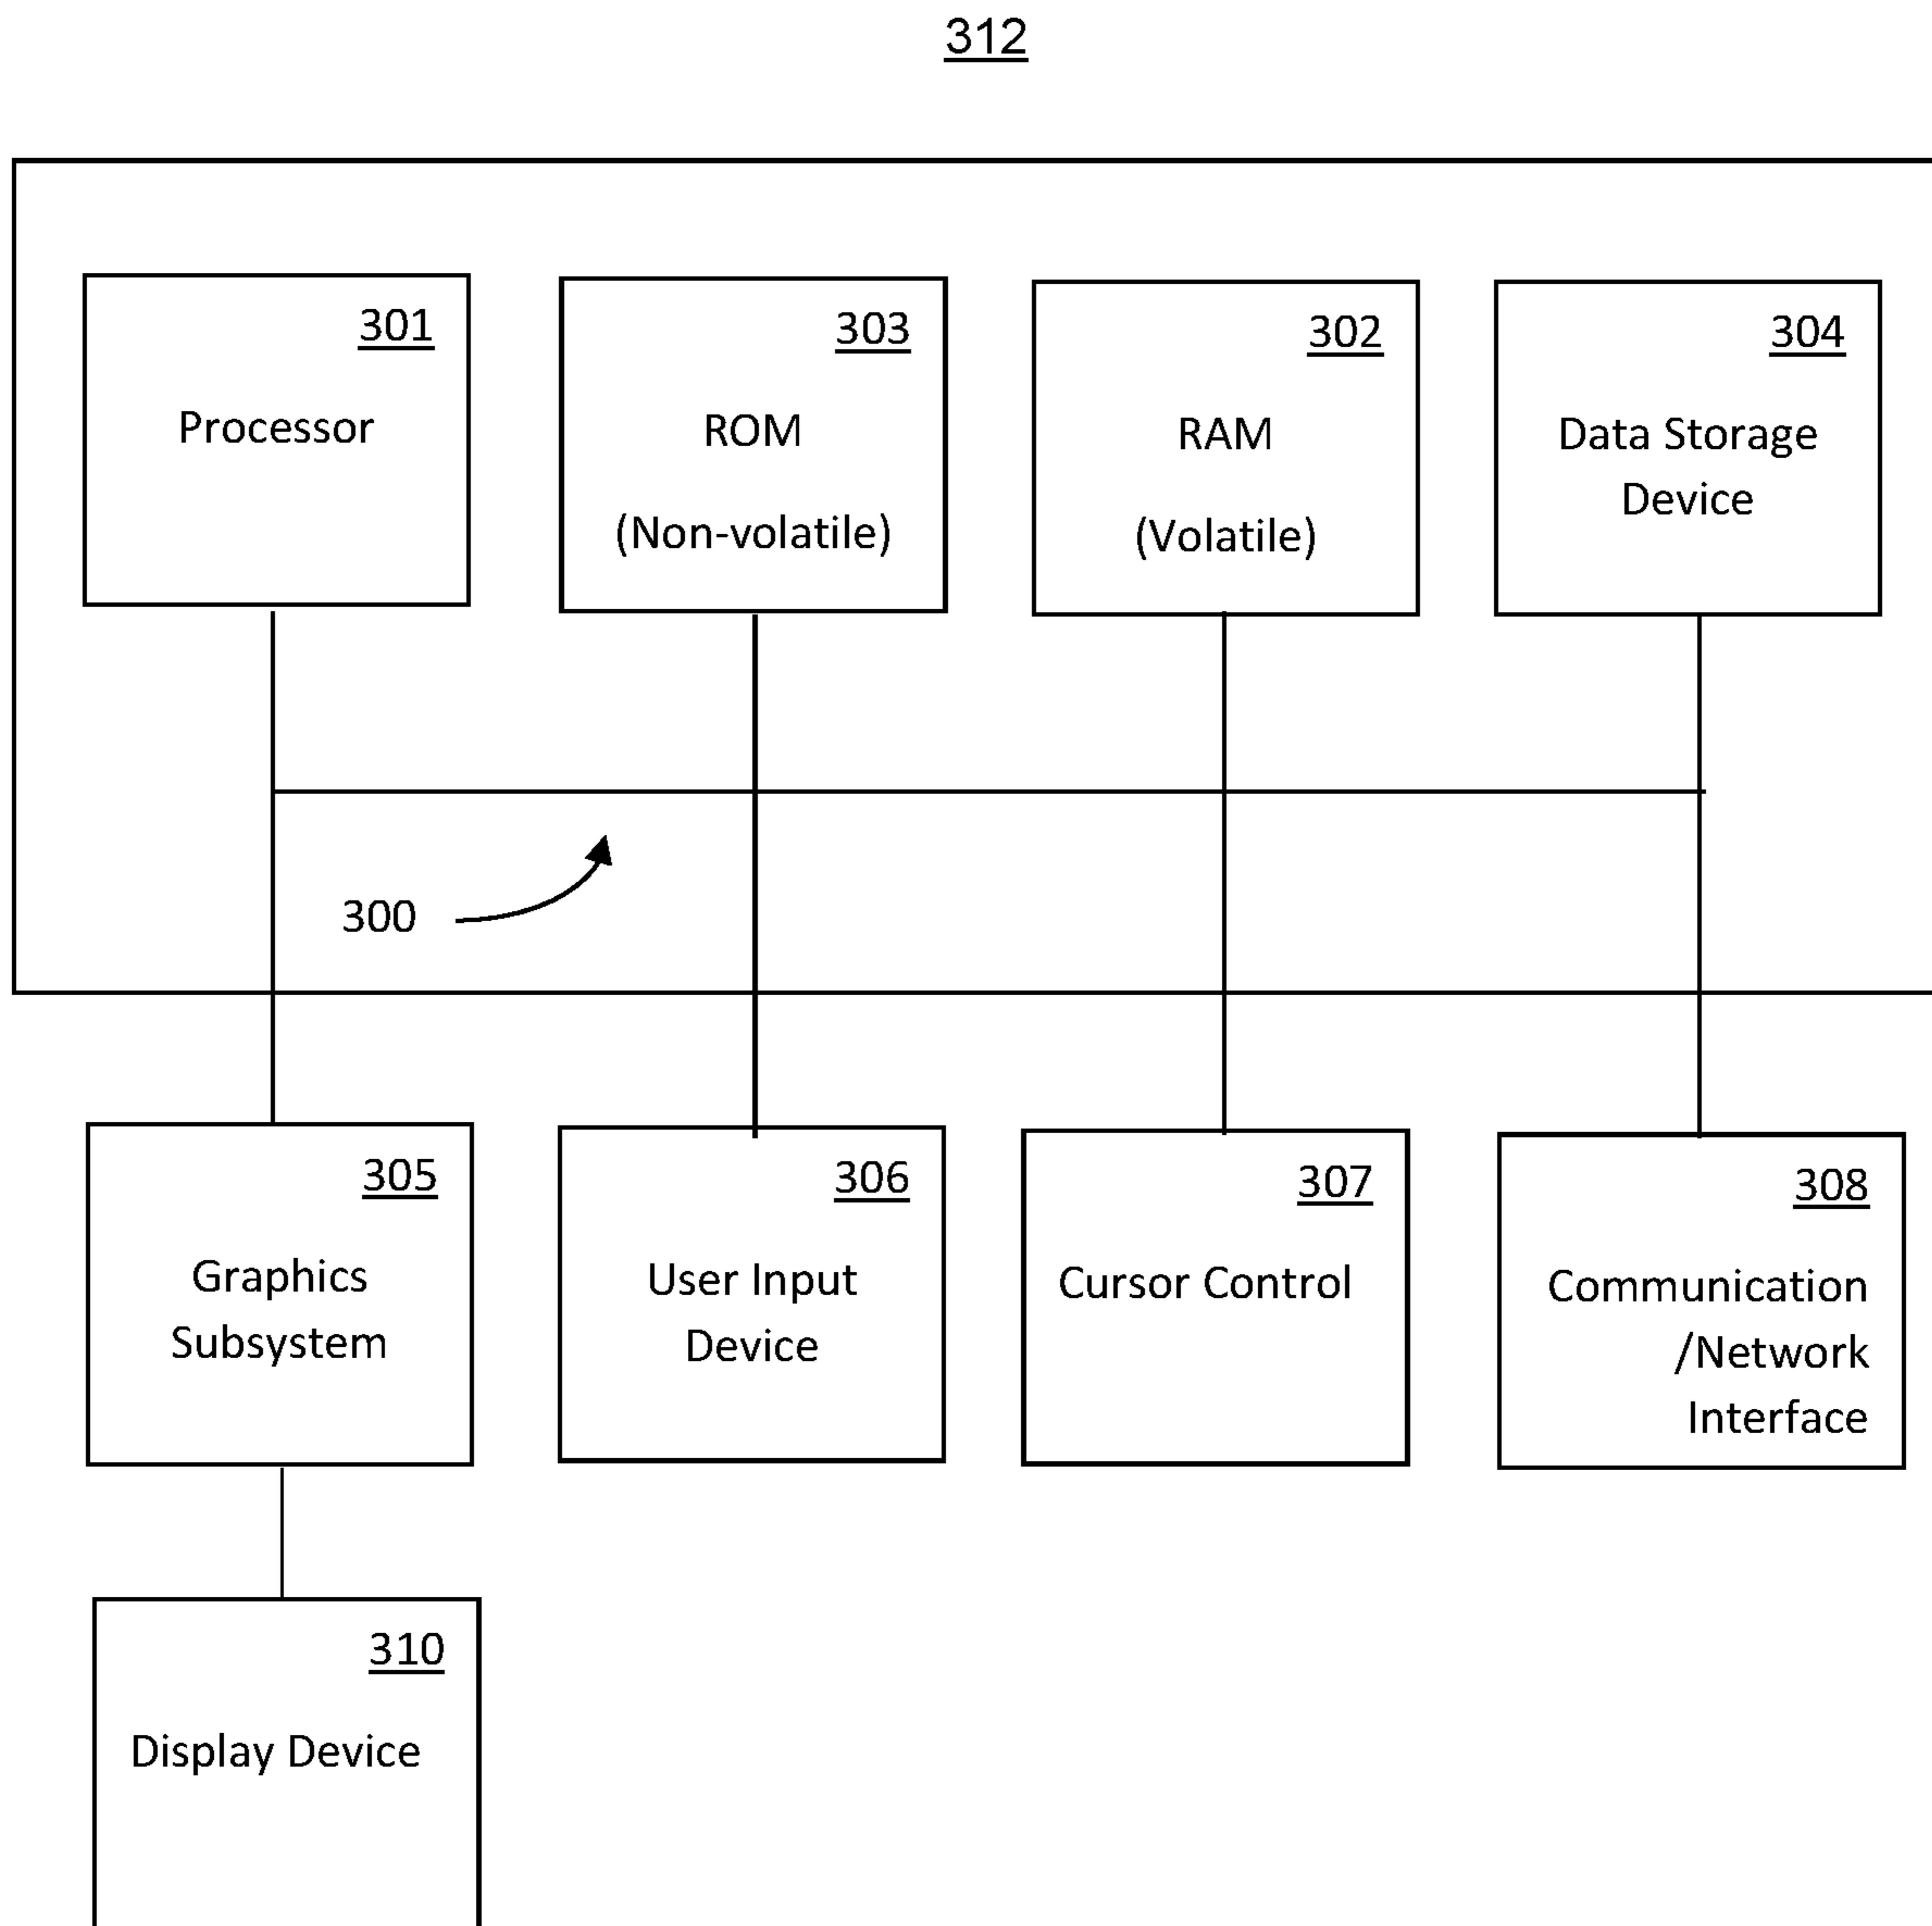 312
301
Processor
303
ROM
(Non-volatile)
302
RAM
(Volatile)
304
Data Storage
Device
300
305
Graphics
Subsystem
306
User Input
Device
307
Cursor Control
308
Communication
/Network
Interface
310
Display Device